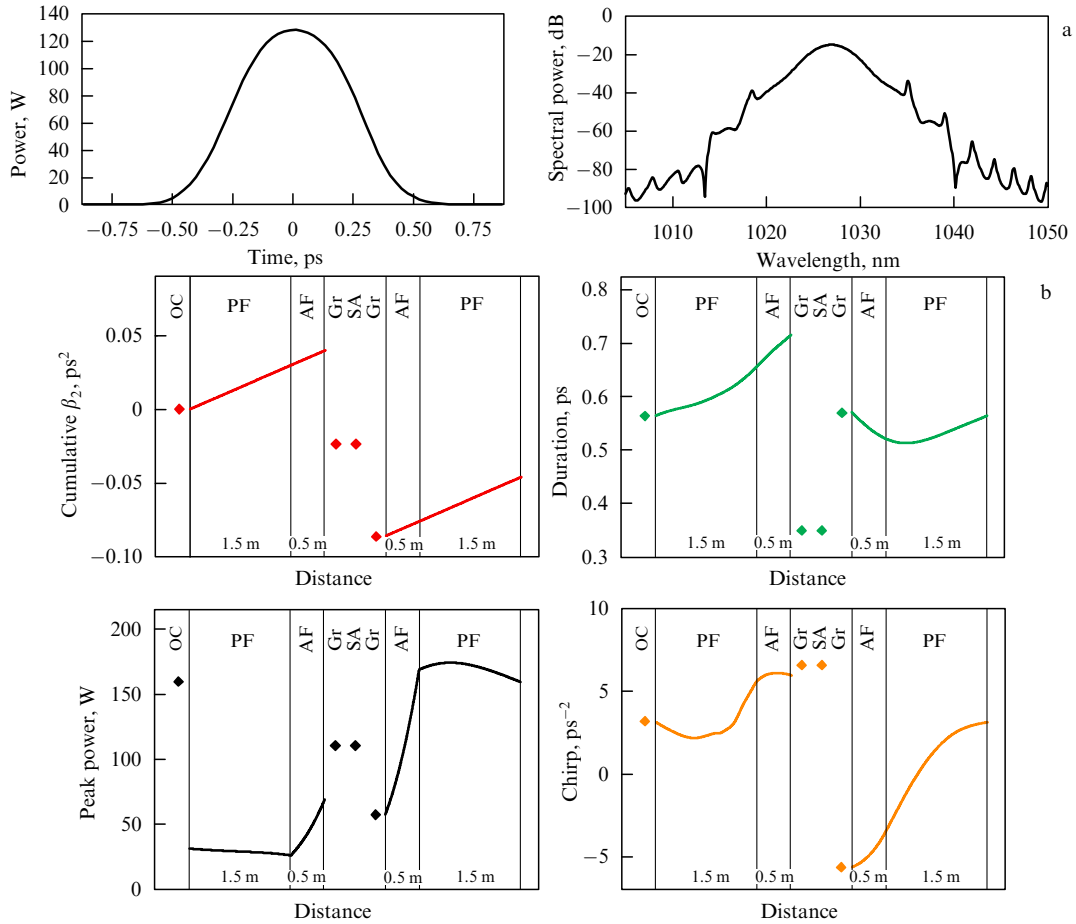 a
140
120
100
80
60
40
20
0
Power, W
−0.75 −0.50 −0.25 0 0.25 0.50 0.75
Time, ps
0
−20
−40
−60
−80
−100
Spectral power, dB
1010 1020 1030 1040 1050
Wavelength, nm
b
OC PF AF Gr SA Gr AF PF
0.05
0
−0.05
−0.10
Cumulative β2, ps²
1.5 m 0.5 m 0.5 m 1.5 m
Distance
OC PF AF Gr SA Gr AF PF
0.8
0.7
0.6
0.5
0.4
0.3
Duration, ps
1.5 m 0.5 m 0.5 m 1.5 m
Distance
OC PF AF Gr SA Gr AF PF
200
150
100
50
0
Peak power, W
1.5 m 0.5 m 0.5 m 1.5 m
Distance
OC PF AF Gr SA Gr AF PF
10
5
0
−5
Chirp, ps⁻²
1.5 m 0.5 m 0.5 m 1.5 m
Distance